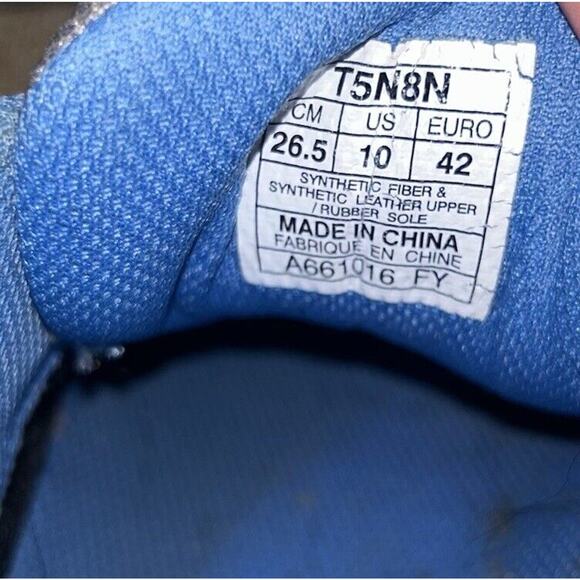 T5N8N
CM US EURO
26.5 10 42
SYNTHETIC FIBER &
SYNTHETIC LEATHER UPPER
/RUBBER SOLE
MADE IN CHINA
FABRIQUE EN CHINE
A661016 FY